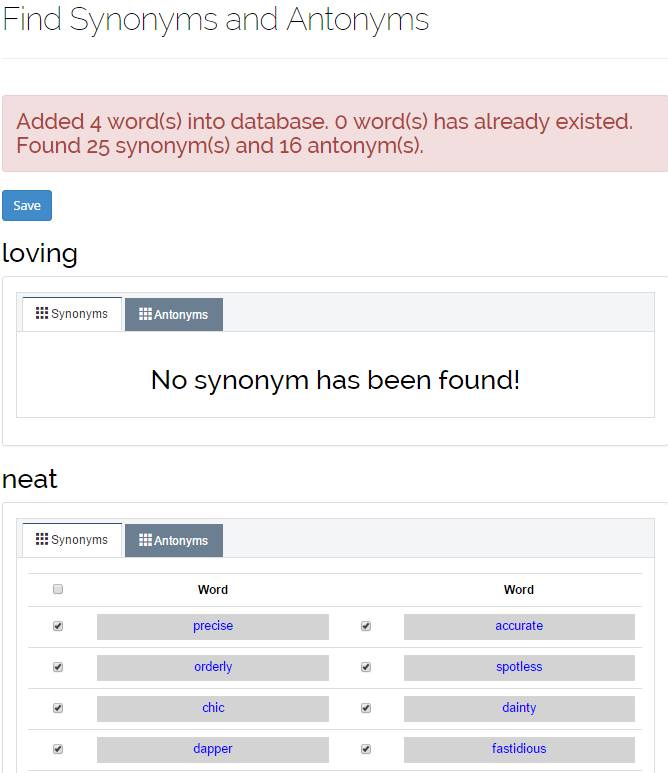 Find Synonyms and Antonyms
Added 4 word(s) into database. 0 word(s) has already existed.
Found 25 synonym(s) and 16 antonym(s).
Save
loving
Synonyms Antonyms
No synonym has been found!
neat
Synonyms Antonyms
Word Word
precise accurate
orderly spotless
chic dainty
dapper fastidious